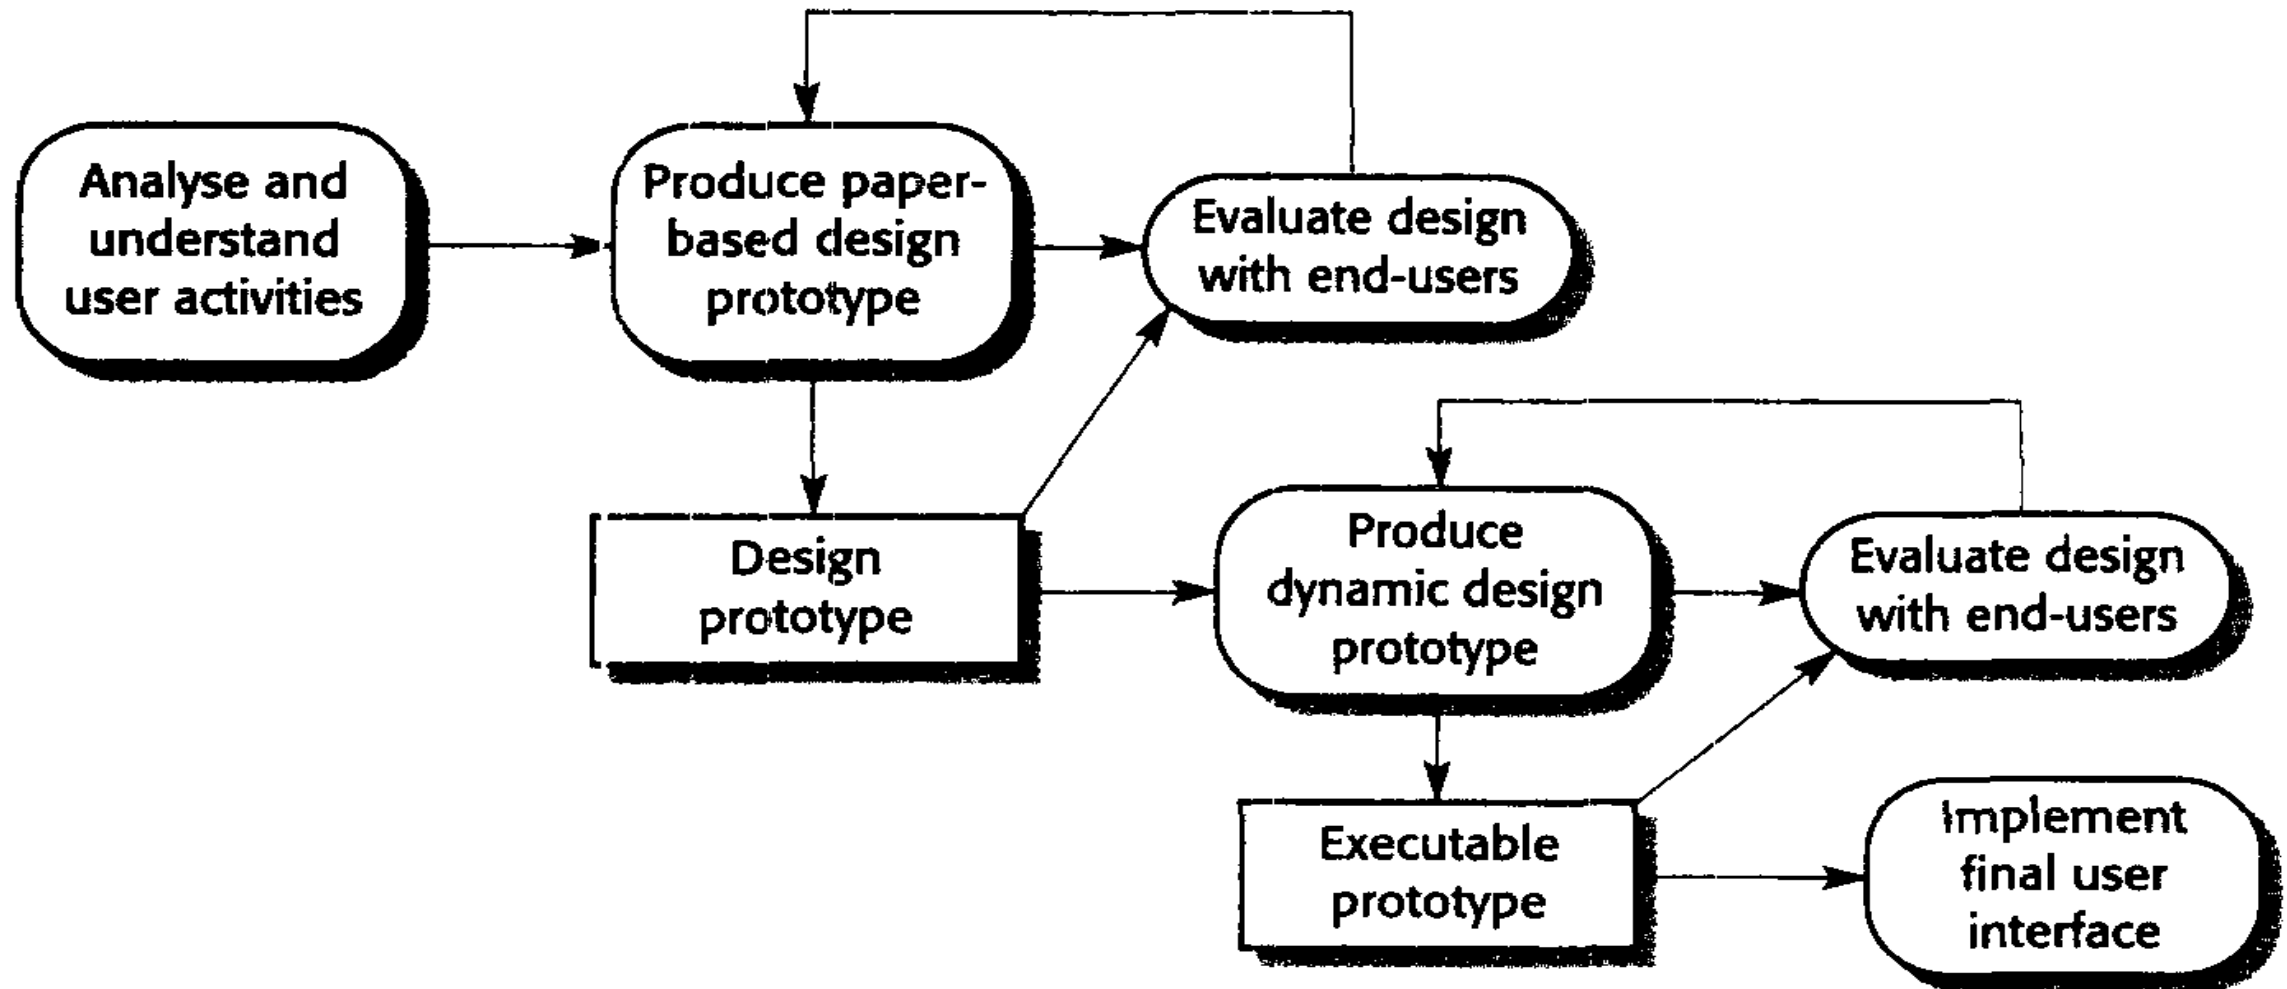 Analyse and
understand
user activities
Produce paper-
based design
prototype
Evaluate design
with end-users
Design
prototype
Produce
dynamic design
prototype
Evaluate design
with end-users
Executable
prototype
Implement
final user
interface